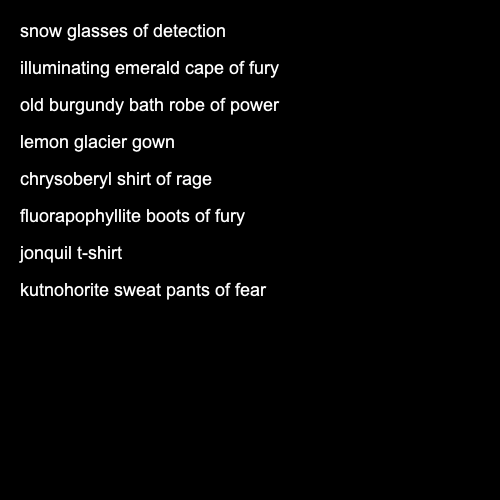 snow glasses of detection
illuminating emerald cape of fury
old burgundy bath robe of power
lemon glacier gown
chrysoberyl shirt of rage
fluorapophyllite boots of fury
jonquil t-shirt
kutnohorite sweat pants of fear